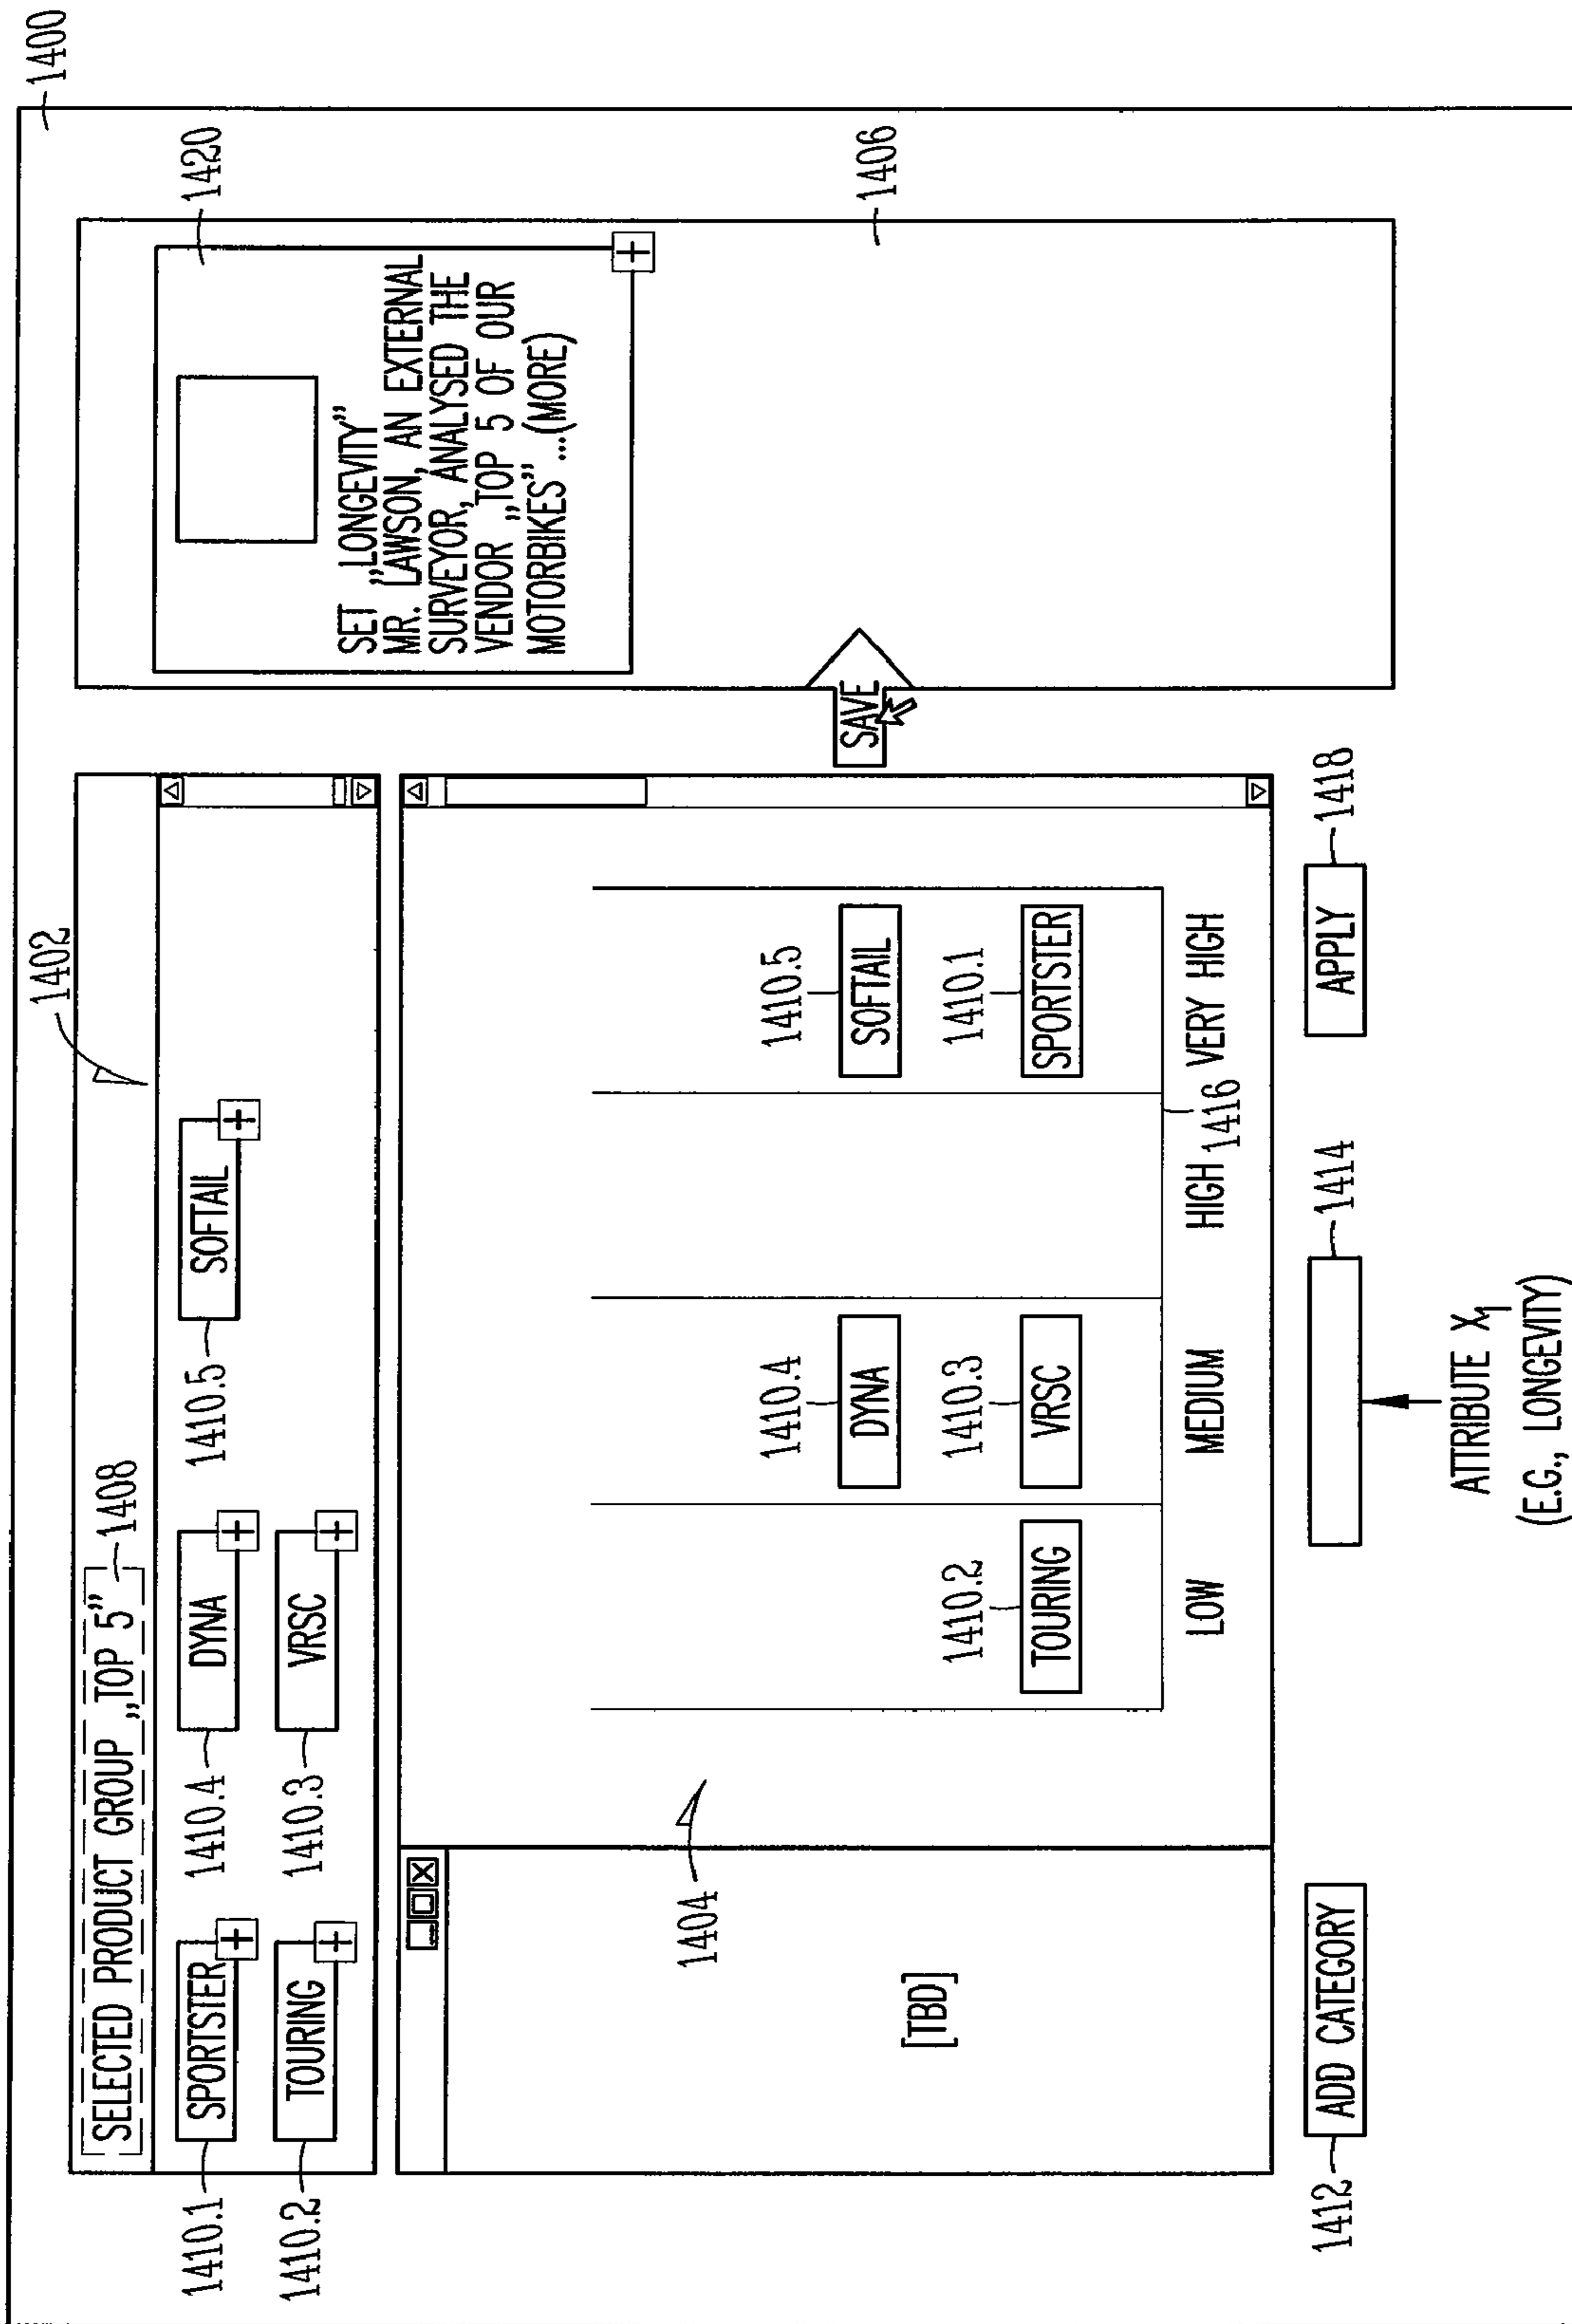 1400
1402
SELECTED PRODUCT GROUP „TOP 5”
1408
1410.1
SPORTSTER
+
1410.4
DYNA
+
1410.5
SOFTAIL
+
1410.2
TOURING
+
1410.3
VRSC
+
1420
SET „LONGEVITY”
MR. LAWSON, AN EXTERNAL
SURVEYOR, ANALYSED THE
VENDOR „TOP 5 OF OUR
MOTORBIKES” ...(MORE)
+
1406
SAVE
1404
[TBD]
1410.4
DYNA
1410.5
SOFTAIL
1410.2
TOURING
1410.3
VRSC
1410.1
SPORTSTER
LOW
MEDIUM
HIGH
1416
VERY HIGH
1412
ADD CATEGORY
1414
APPLY
1418
ATTRIBUTE X1
(E.G., LONGEVITY)